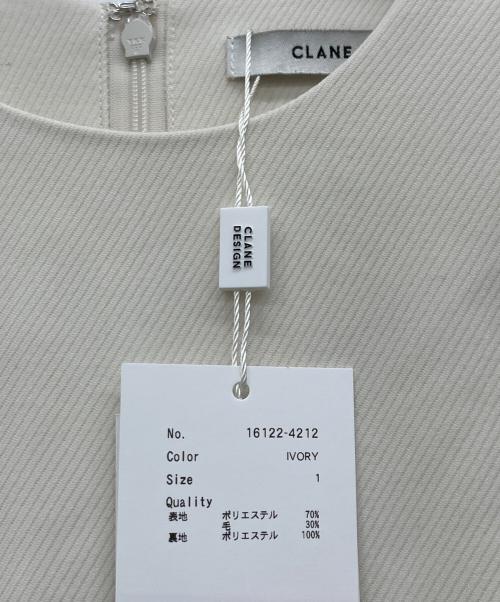 YKK
CLANE
CLANE
DESIGN
No. 16122-4212
Color IVORY
Size 1
Quality
表地 ポリエステル 70%
毛 30%
裏地 ポリエステル 100%